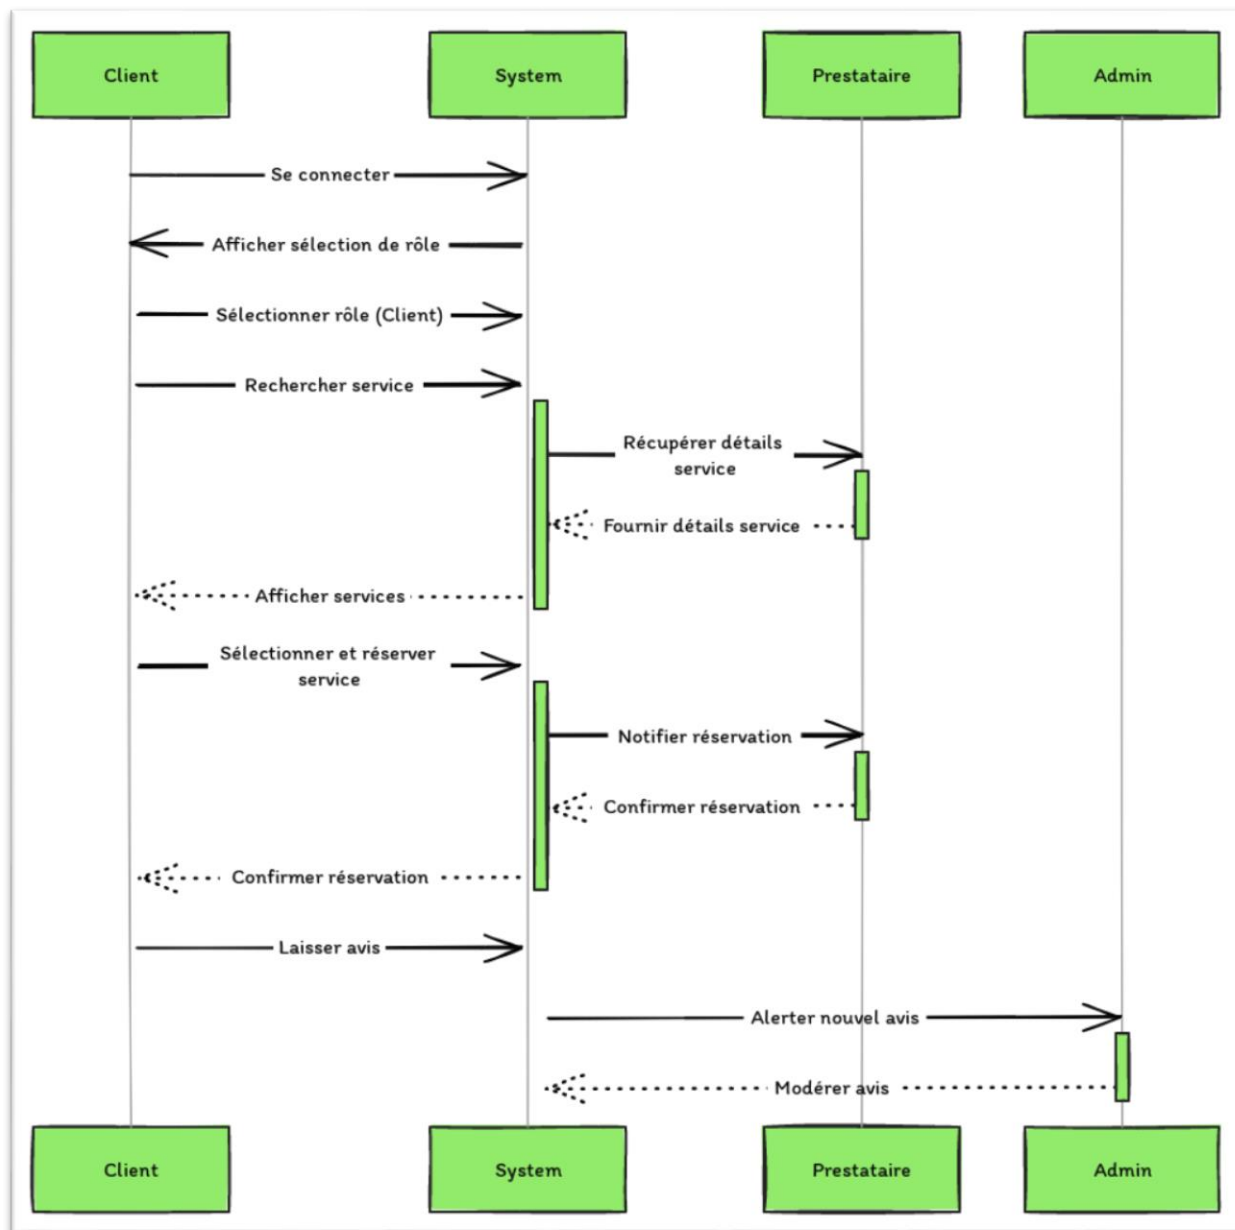 Client
System
Prestataire
Admin
Se connecter
Afficher sélection de rôle
Sélectionner rôle (Client)
Rechercher service
Récupérer détails
service
Fournir détails service
Afficher services
Sélectionner et réserver
service
Notifier réservation
Confirmer réservation
Confirmer réservation
Laisser avis
Alerter nouvel avis
Modérer avis
Client
System
Prestataire
Admin